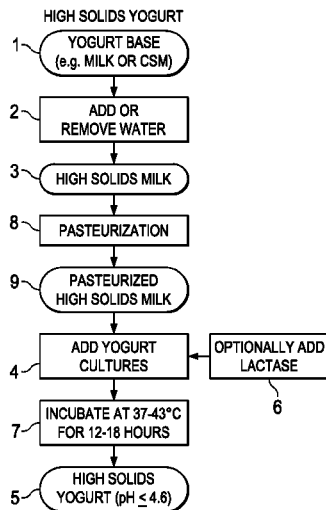 HIGH SOLIDS YOGURT
1
YOGURT BASE
(e.g. MILK OR CSM)
2
ADD OR
REMOVE WATER
3
HIGH SOLIDS MILK
8
PASTEURIZATION
9
PASTEURIZED
HIGH SOLIDS MILK
4
ADD YOGURT
CULTURES
OPTIONALLY ADD
LACTASE
6
7
INCUBATE AT 37-43°C
FOR 12-18 HOURS
5
HIGH SOLIDS
YOGURT (pH ≤ 4.6)